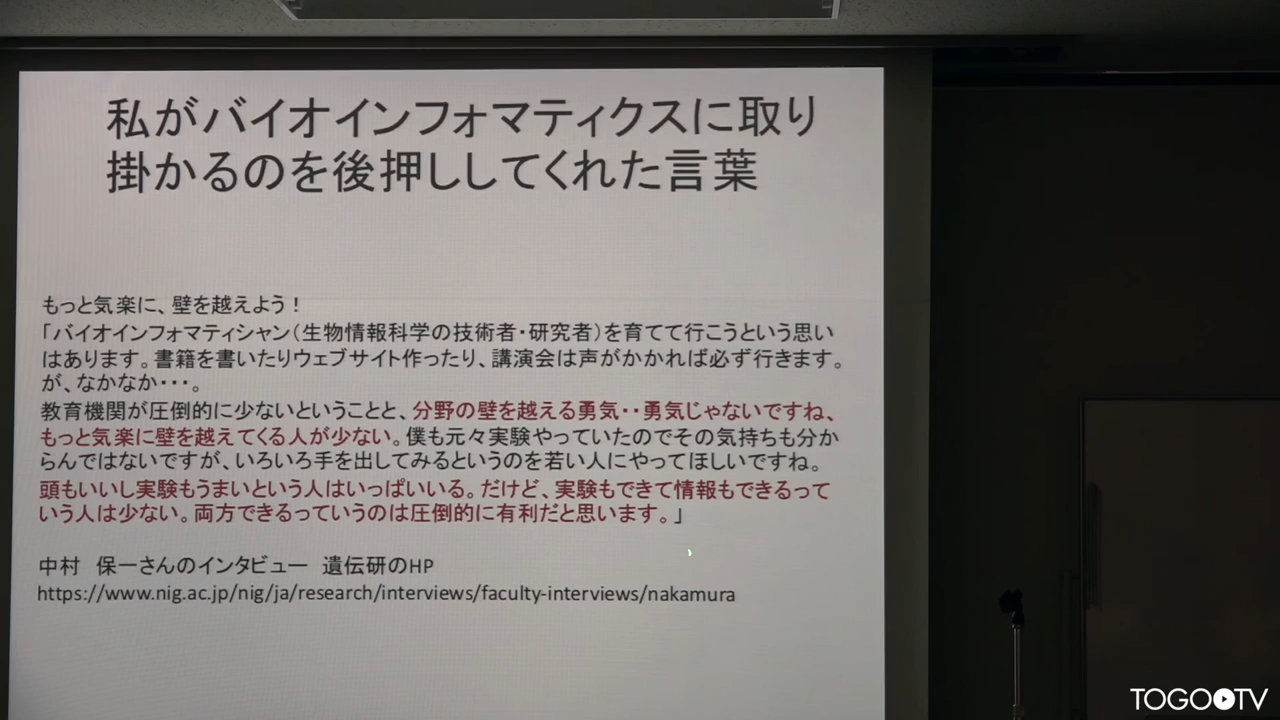 私がバイオインフォマティクスに取り
掛かるのを後押ししてくれた言葉
もっと気楽に、壁を越えよう！
「バイオインフォマティシャン（生物情報科学の技術者・研究者）を育てて行こうという思い
はあります。書籍を書いたりウェブサイト作ったり、講演会は声がかかれば必ず行きます。
が、なかなか・・・。
教育機関が圧倒的に少ないということと、分野の壁を越える勇気・・勇気じゃないですね、
もっと気楽に壁を越えてくる人が少ない。僕も元々実験やっていたのでその気持ちも分か
らんではないですが、いろいろ手を出してみるというのを若い人にやってほしいですね。
頭もいいし実験もうまいという人はいっぱいいる。だけど、実験もできて情報もできるって
いう人は少ない。両方できるっていうのは圧倒的に有利だと思います。」
中村　保一さんのインタビュー　遺伝研のHP
https://www.nig.ac.jp/nig/ja/research/interviews/faculty-interviews/nakamura
TOGOTV